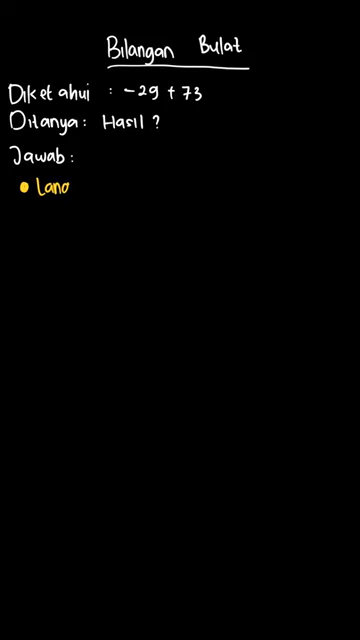 Bilangan Bulat
Diketahui : -29 + 73
Ditanya : Hasil ?
Jawab :
• Lang